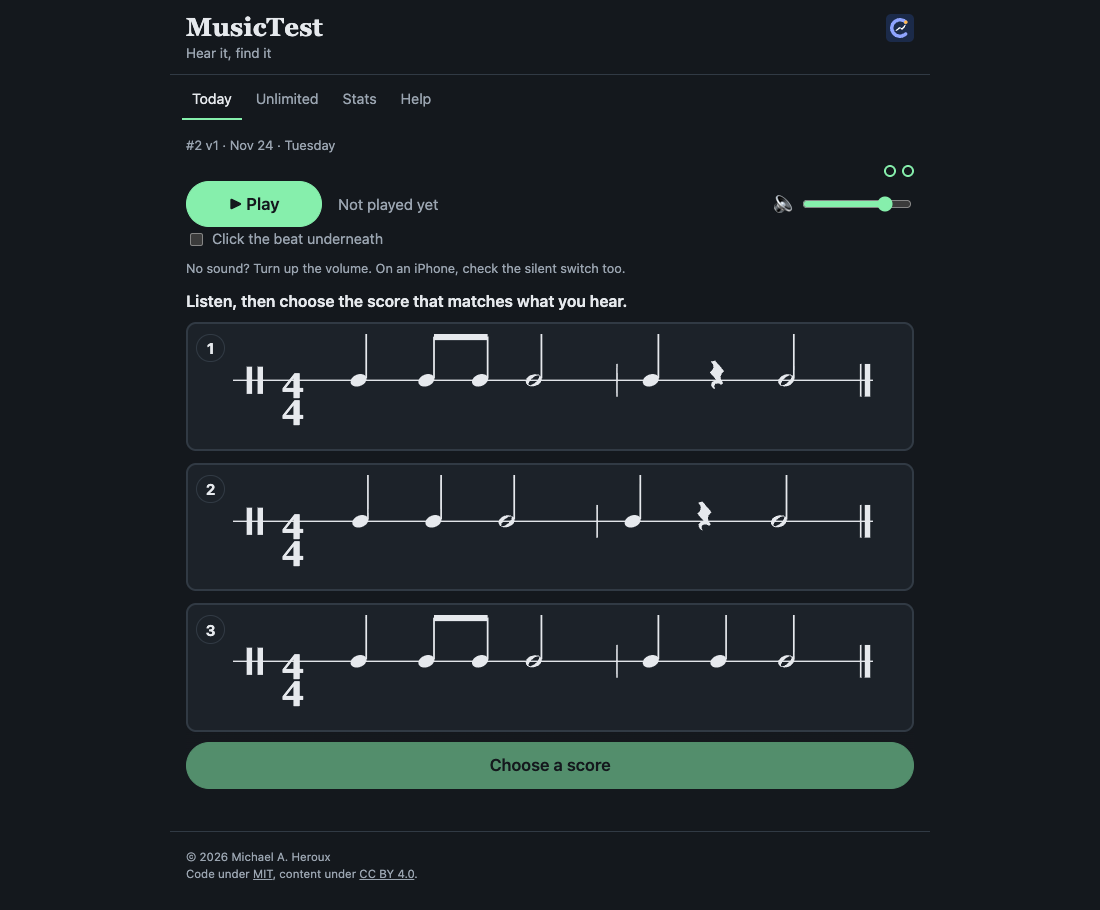 MusicTest
Hear it, find it
Today Unlimited Stats Help
#2 v1 · Nov 24 · Tuesday
Play
Not played yet
Click the beat underneath
No sound? Turn up the volume. On an iPhone, check the silent switch too.
Listen, then choose the score that matches what you hear.
1
4
4
2
4
4
3
4
4
Choose a score
© 2026 Michael A. Heroux
Code under MIT, content under CC BY 4.0.